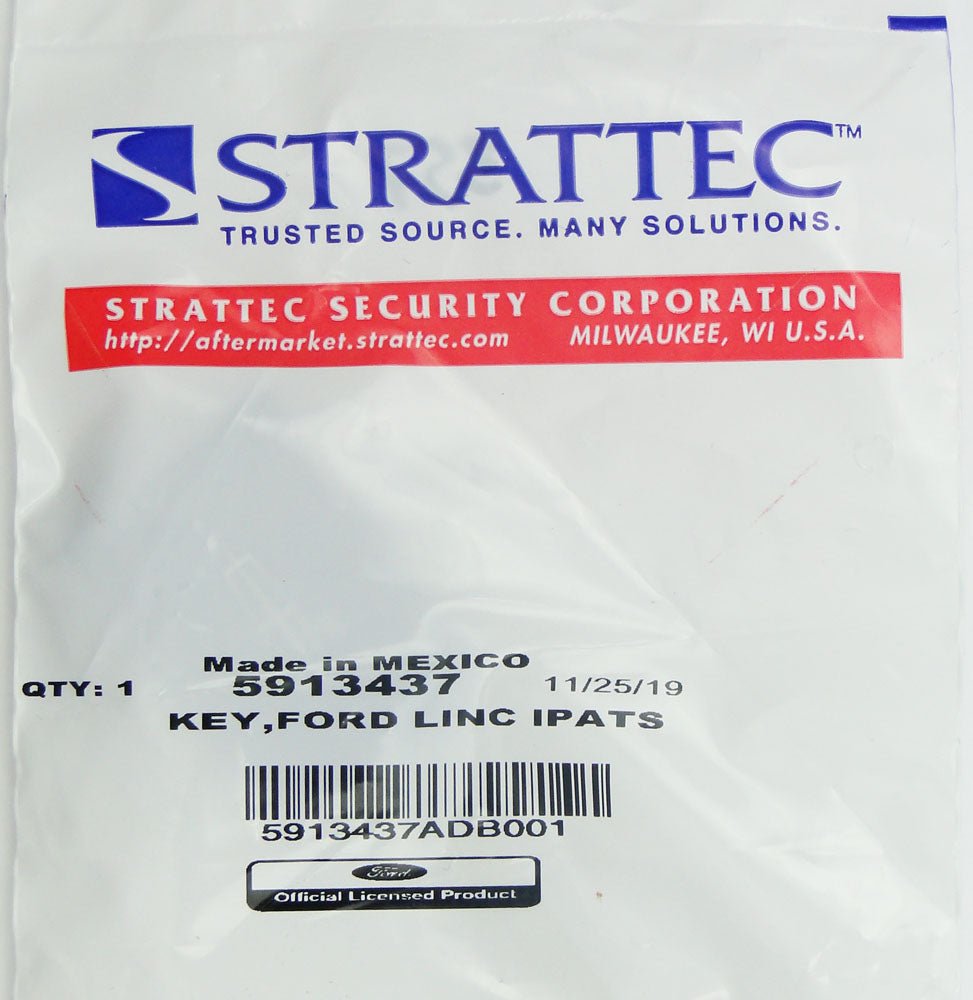 STRATTEC™
TRUSTED SOURCE. MANY SOLUTIONS.
STRATTEC SECURITY CORPORATION
http://aftermarket.strattec.com MILWAUKEE, WI U.S.A.
Made in MEXICO
QTY: 1 5913437 11/25/19
KEY,FORD LINC IPATS
5913437ADB001
Ford
Official Licensed Product